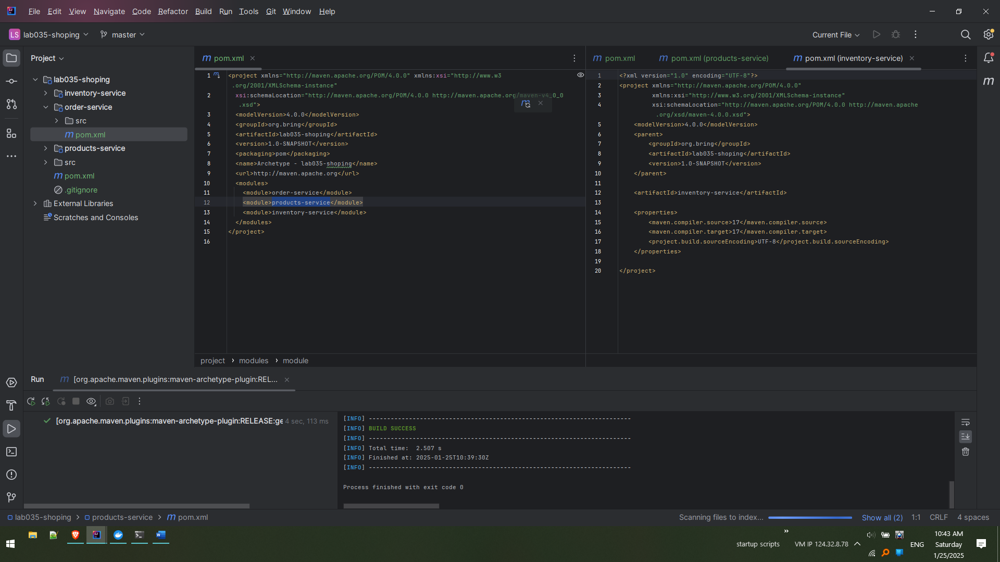 File Edit View Navigate Code Refactor Build Run Tools Git Window Help
LS lab035-shoping master Current File
Project
lab035-shoping
inventory-service
order-service
src
pom.xml
products-service
src
pom.xml
.gitignore
External Libraries
Scratches and Consoles
pom.xml
1 <project xmlns="http://maven.apache.org/POM/4.0.0" xmlns:xsi="http://www.w3
.org/2001/XMLSchema-instance"
2 xsi:schemaLocation="http://maven.apache.org/POM/4.0.0 http://maven.apache.org/maven-v4_0_0
.xsd">
3 <modelVersion>4.0.0</modelVersion>
4 <groupId>org.bring</groupId>
5 <artifactId>lab035-shoping</artifactId>
6 <version>1.0-SNAPSHOT</version>
7 <packaging>pom</packaging>
8 <name>Archetype - lab035-shoping</name>
9 <url>http://maven.apache.org</url>
10 <modules>
11 <module>order-service</module>
12 <module>products-service</module>
13 <module>inventory-service</module>
14 </modules>
15 </project>
16
project > modules > module
pom.xml pom.xml (products-service) pom.xml (inventory-service)
1 <?xml version="1.0" encoding="UTF-8"?>
2 <project xmlns="http://maven.apache.org/POM/4.0.0"
3 xmlns:xsi="http://www.w3.org/2001/XMLSchema-instance"
4 xsi:schemaLocation="http://maven.apache.org/POM/4.0.0 http://maven.apache
.org/xsd/maven-4.0.0.xsd">
5 <modelVersion>4.0.0</modelVersion>
6 <parent>
7 <groupId>org.bring</groupId>
8 <artifactId>lab035-shoping</artifactId>
9 <version>1.0-SNAPSHOT</version>
10 </parent>
11
12 <artifactId>inventory-service</artifactId>
13
14 <properties>
15 <maven.compiler.source>17</maven.compiler.source>
16 <maven.compiler.target>17</maven.compiler.target>
17 <project.build.sourceEncoding>UTF-8</project.build.sourceEncoding>
18 </properties>
19
20 </project>
Run [org.apache.maven.plugins:maven-archetype-plugin:REL...
[org.apache.maven.plugins:maven-archetype-plugin:RELEASE:ge 4 sec, 113 ms
[INFO] ------------------------------------------------------------------------
[INFO] BUILD SUCCESS
[INFO] ------------------------------------------------------------------------
[INFO] Total time:  2.507 s
[INFO] Finished at: 2025-01-25T10:39:30Z
[INFO] ------------------------------------------------------------------------
Process finished with exit code 0
lab035-shoping > products-service > pom.xml Scanning files to index... Show all (2) 1:1 CRLF 4 spaces
startup scripts VM IP 124.32.8.78 ENG
10:43 AM
Saturday
1/25/2025